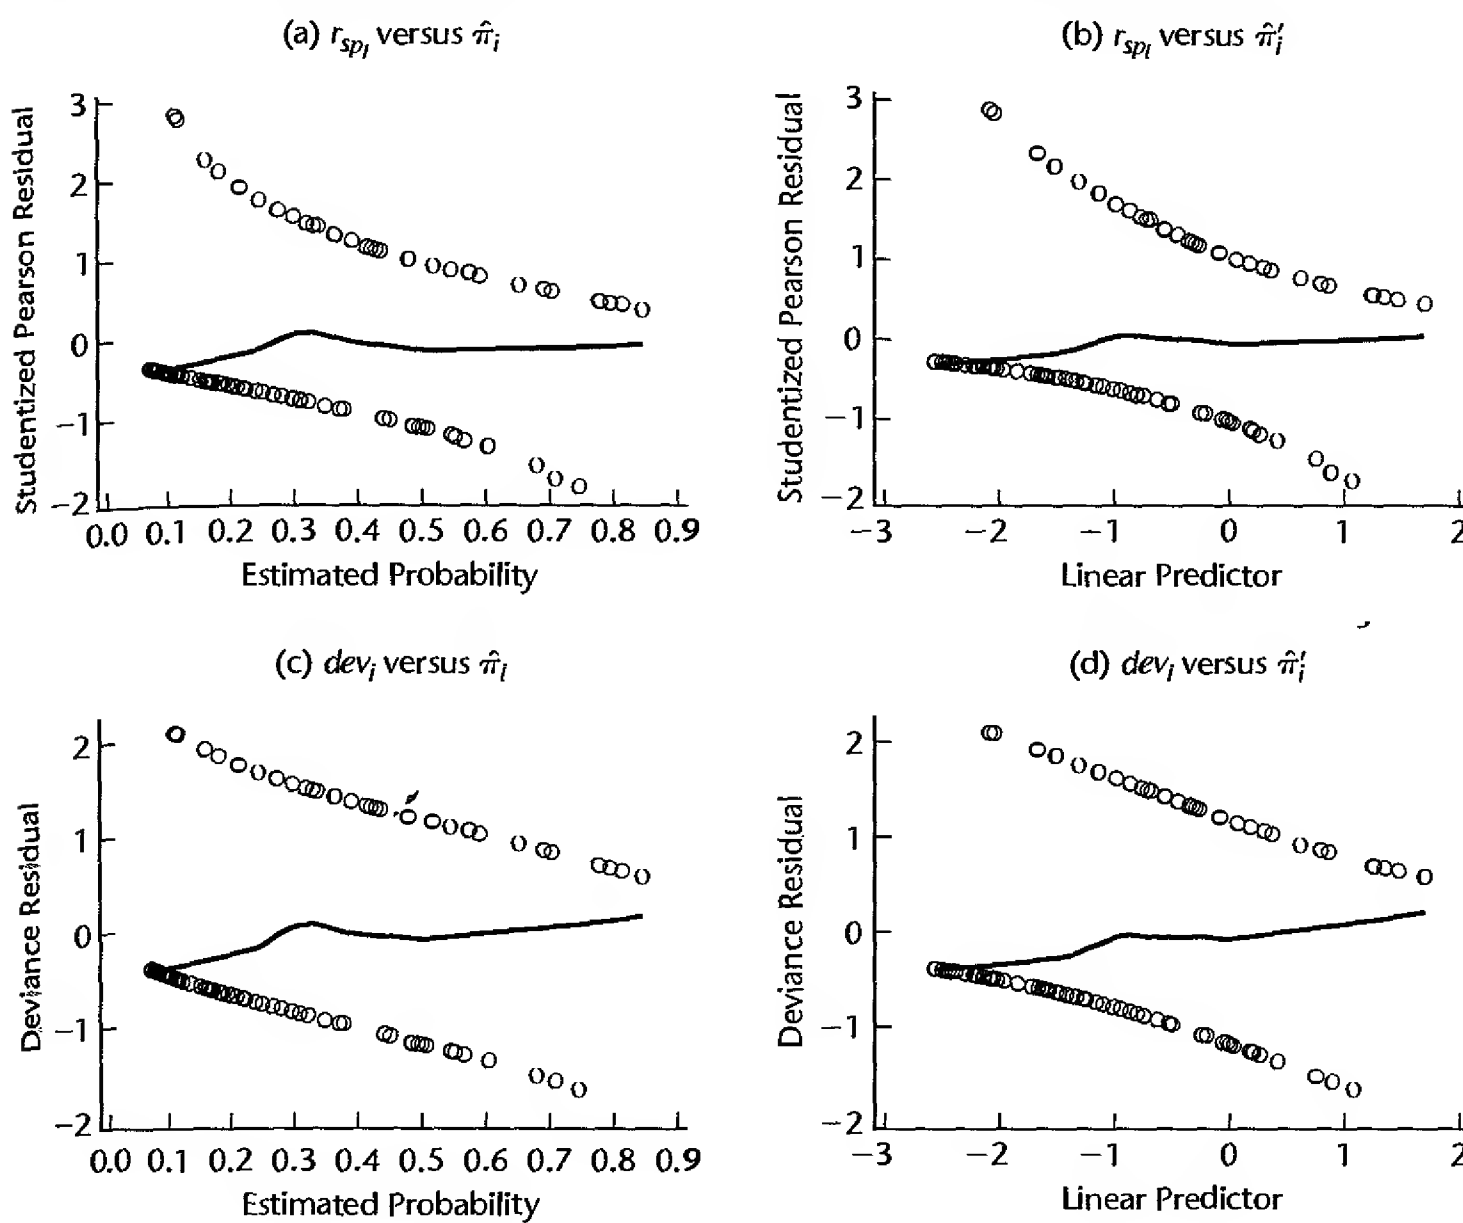 (a) r_{sp_i} versus π̂_i
Studentized Pearson Residual
3
2
1
0
−1
−2
0.0 0.1 0.2 0.3 0.4 0.5 0.6 0.7 0.8 0.9
Estimated Probability
(b) r_{sp_i} versus π̂′_i
Studentized Pearson Residual
3
2
1
0
−1
−2
−3 −2 −1 0 1 2
Linear Predictor
(c) dev_i versus π̂_i
Deviance Residual
2
1
0
−1
−2
0.0 0.1 0.2 0.3 0.4 0.5 0.6 0.7 0.8 0.9
Estimated Probability
(d) dev_i versus π̂′_i
Deviance Residual
2
1
0
−1
−2
−3 −2 −1 0 1 2
Linear Predictor